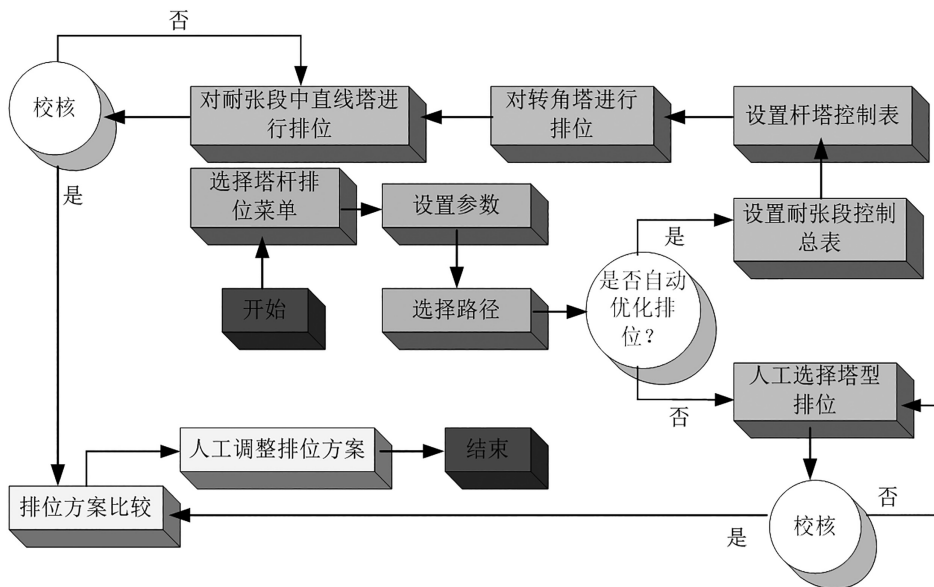 否
校核
对耐张段中直线塔进
行排位
对转角塔进行
排位
设置杆塔控制表
是
选择塔杆排
位菜单
设置参数
是
设置耐张段控制
总表
开始
选择路径
是否自动
优化排
位?
人工选择塔型
排位
否
人工调整排位方案
结束
排位方案比较
是
校核
否